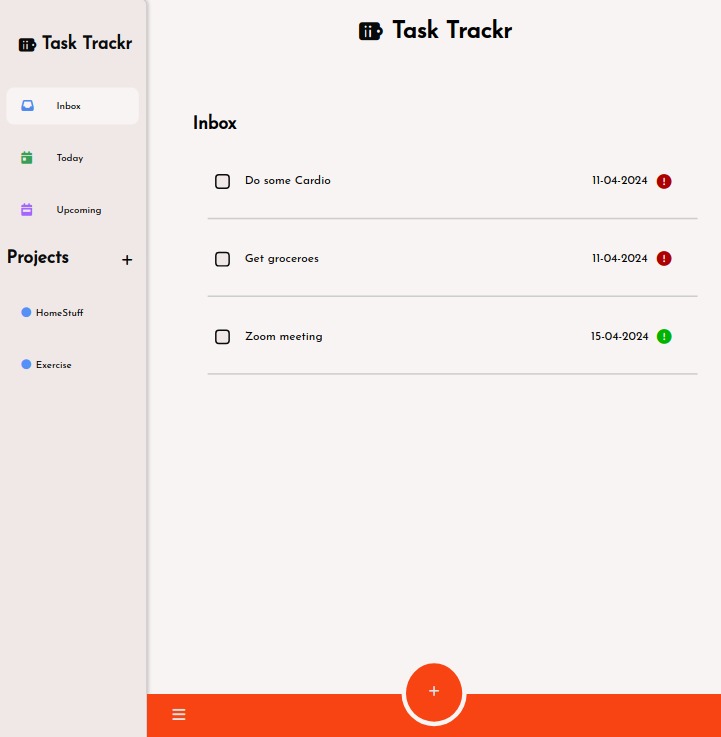 Task Trackr
Inbox
Today
Upcoming
Projects +
HomeStuff
Exercise
Task Trackr
Inbox
Do some Cardio 11-04-2024 !
Get groceroes 11-04-2024 !
Zoom meeting 15-04-2024 !
+